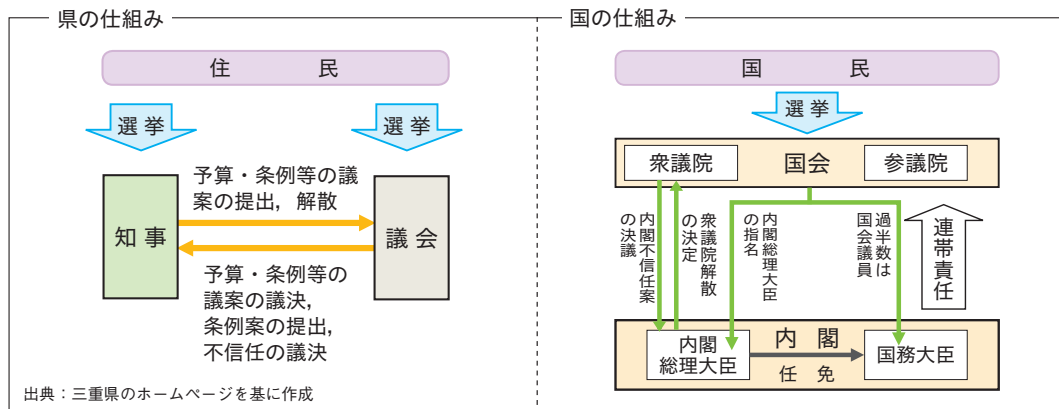 県の仕組み
住民
選挙
選挙
知事
予算・条例等の議
案の提出，解散
議会
予算・条例等の
議案の議決，
条例案の提出，
不信任の議決
出典：三重県のホームページを基に作成
国の仕組み
国民
選挙
衆議院
国会
参議院
内閣不信任案
の決議
衆議院解散
の決定
内閣総理大臣
の指名
過半数は
国会議員
連帯責任
内閣
内閣
総理大臣
任免
国務大臣